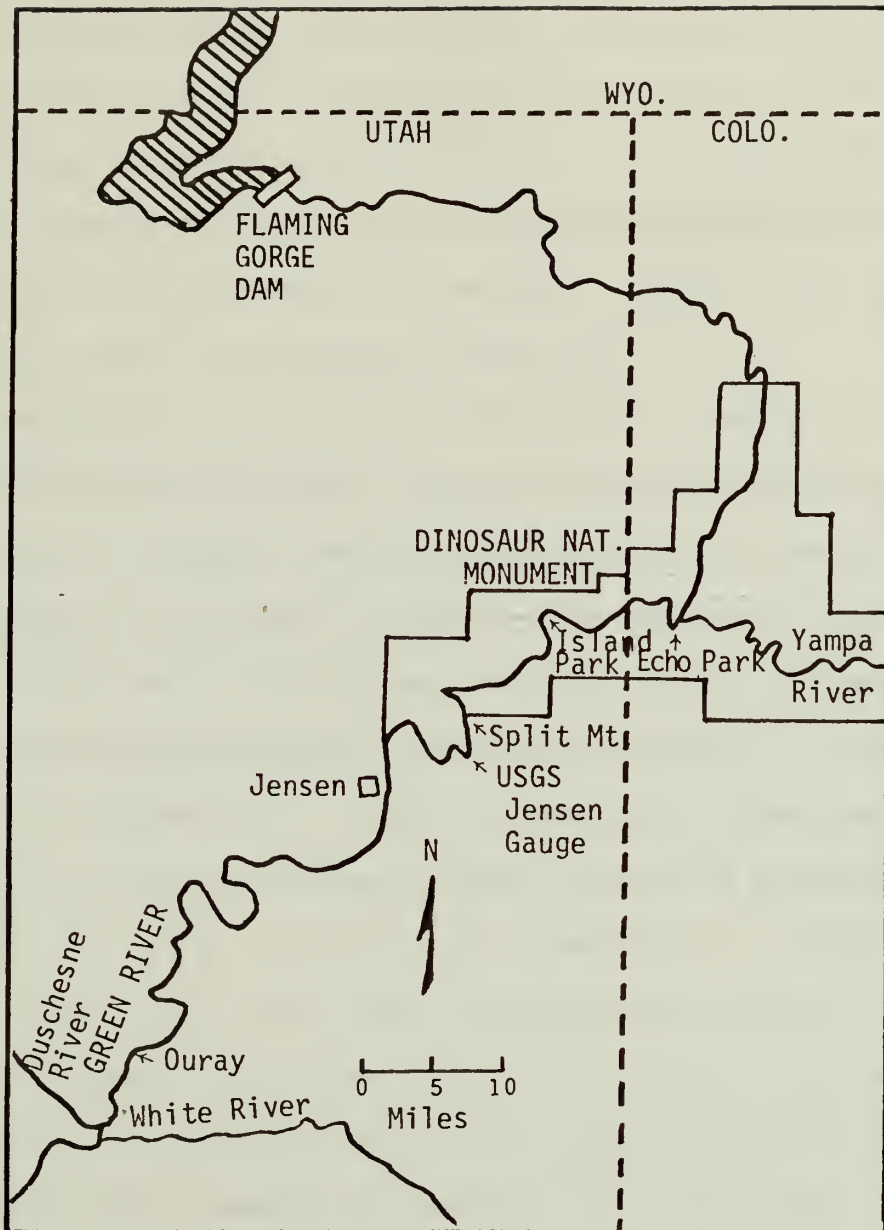 WYO.
UTAH COLO.
FLAMING
GORGE
DAM
DINOSAUR NAT.
MONUMENT
Island
Park
Echo Park
Yampa
River
Split Mt.
USGS
Jensen
Gauge
Jensen
N
Duschesne
River
GREEN RIVER
Ouray
White River
0 5 10
Miles